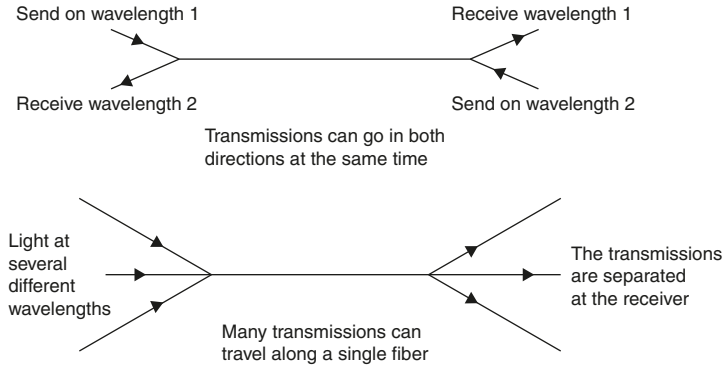 Send on wavelength 1
Receive wavelength 1
Receive wavelength 2
Send on wavelength 2
Transmissions can go in both
directions at the same time
Light at
several
different
wavelengths
The transmissions
are separated
at the receiver
Many transmissions can
travel along a single fiber